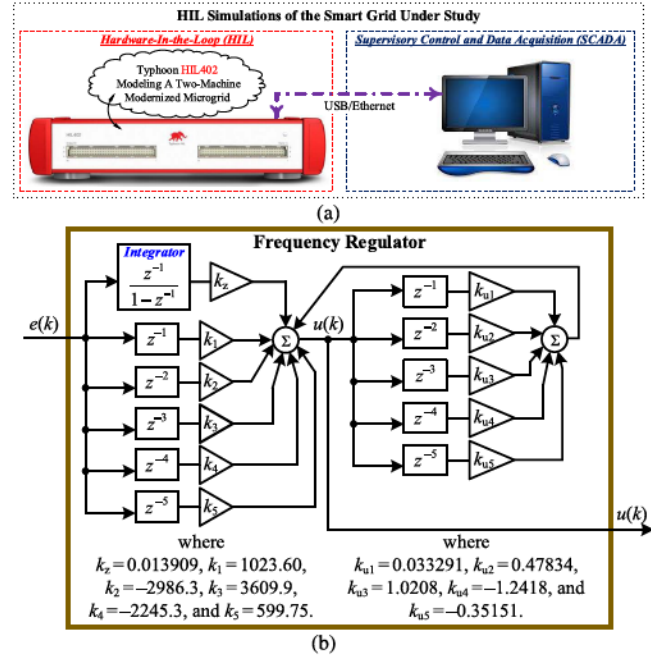 HIL Simulations of the Smart Grid Under Study
Hardware-In-the-Loop (HIL)
Supervisory Control and Data Acquisition (SCADA)
Typhoon HIL402
Modeling A Two-Machine
Modernized Microgrid
USB/Ethernet
HIL402
(a)
Frequency Regulator
Integrator
z⁻¹
1−z⁻¹
k_z
e(k)
z⁻¹ k₁
z⁻² k₂
z⁻³ k₃
z⁻⁴ k₄
z⁻⁵ k₅
Σ
u(k)
z⁻¹ k_u1
z⁻² k_u2
z⁻³ k_u3
z⁻⁴ k_u4
z⁻⁵ k_u5
Σ
u(k)
where
k_z = 0.013909, k₁ = 1023.60,
k₂ = −2986.3, k₃ = 3609.9,
k₄ = −2245.3, and k₅ = 599.75.
where
k_u1 = 0.033291, k_u2 = 0.47834,
k_u3 = 1.0208, k_u4 = −1.2418, and
k_u5 = −0.35151.
(b)